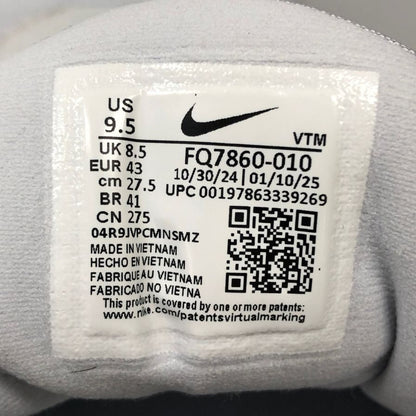 US
9.5
VTM
UK 8.5
EUR 43
cm 27.5
BR 41
CN 275
FQ7860-010
10/30/24 | 01/10/25
UPC 00197863339269
04R9JVPCMNSMZ
MADE IN VIETNAM
HECHO EN VIETNAM
FABRIQUE AU VIETNAM
FABRICADO NO VIETNA
This product is covered by one or more patents:
www.nike.com/patentsvirtualmarking